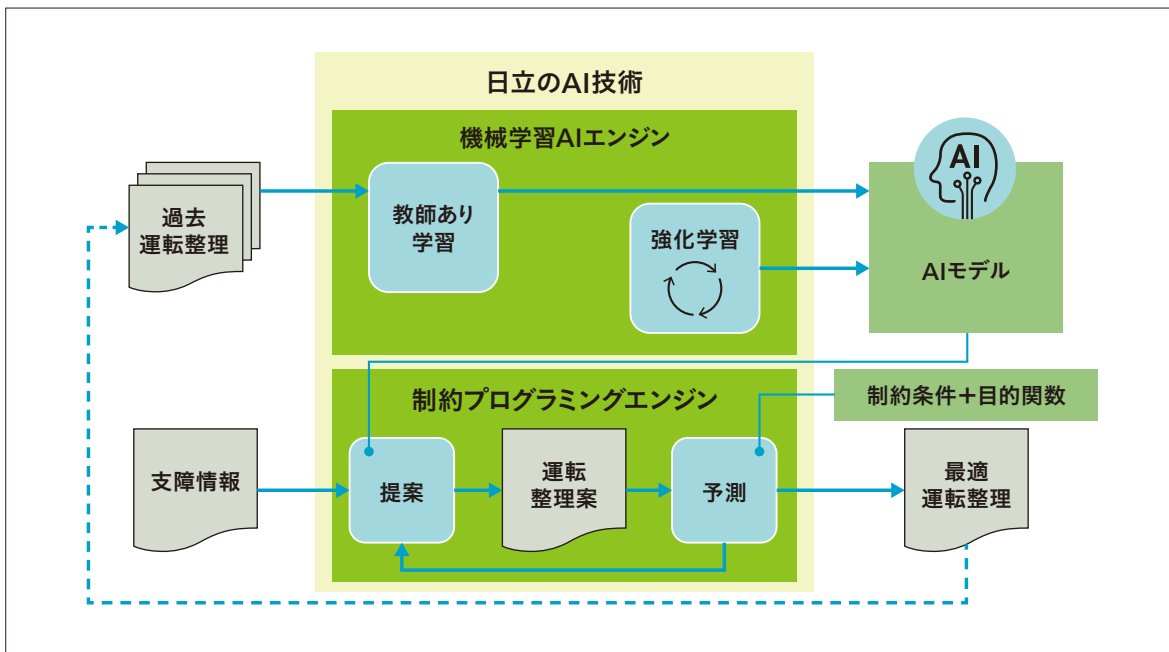 日立のAI技術
機械学習AIエンジン
過去
運転整理
教師あり
学習
強化学習
AI
AIモデル
制約プログラミングエンジン
制約条件+目的関数
支障情報
提案
運転
整理案
予測
最適
運転整理